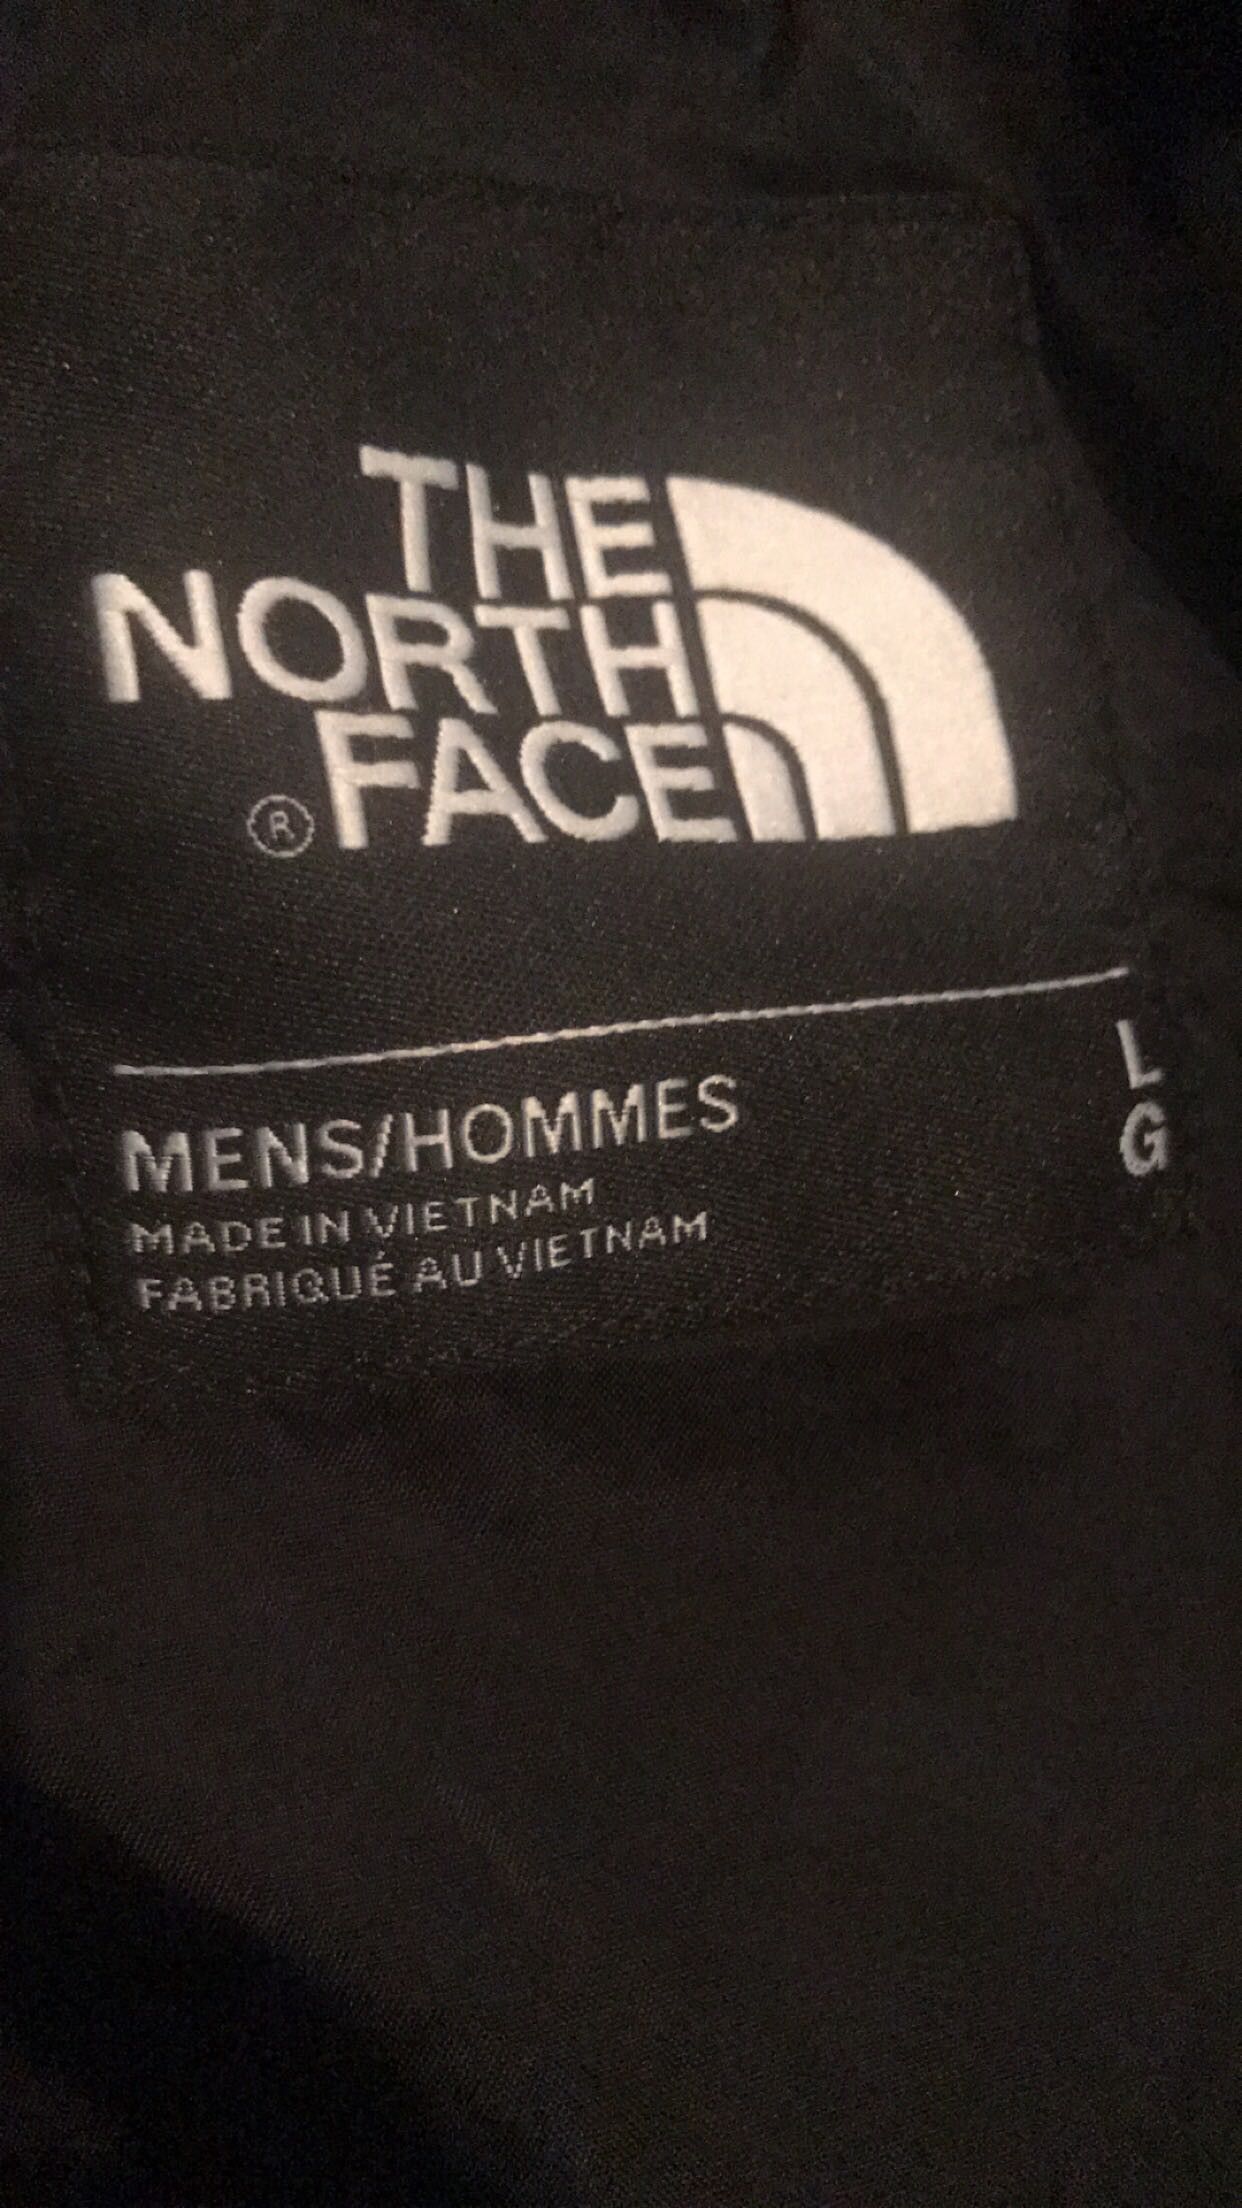 THE
NORTH
FACE
®
MENS/HOMMES
MADE IN VIETNAM
FABRIQUÉ AU VIETNAM
L
G